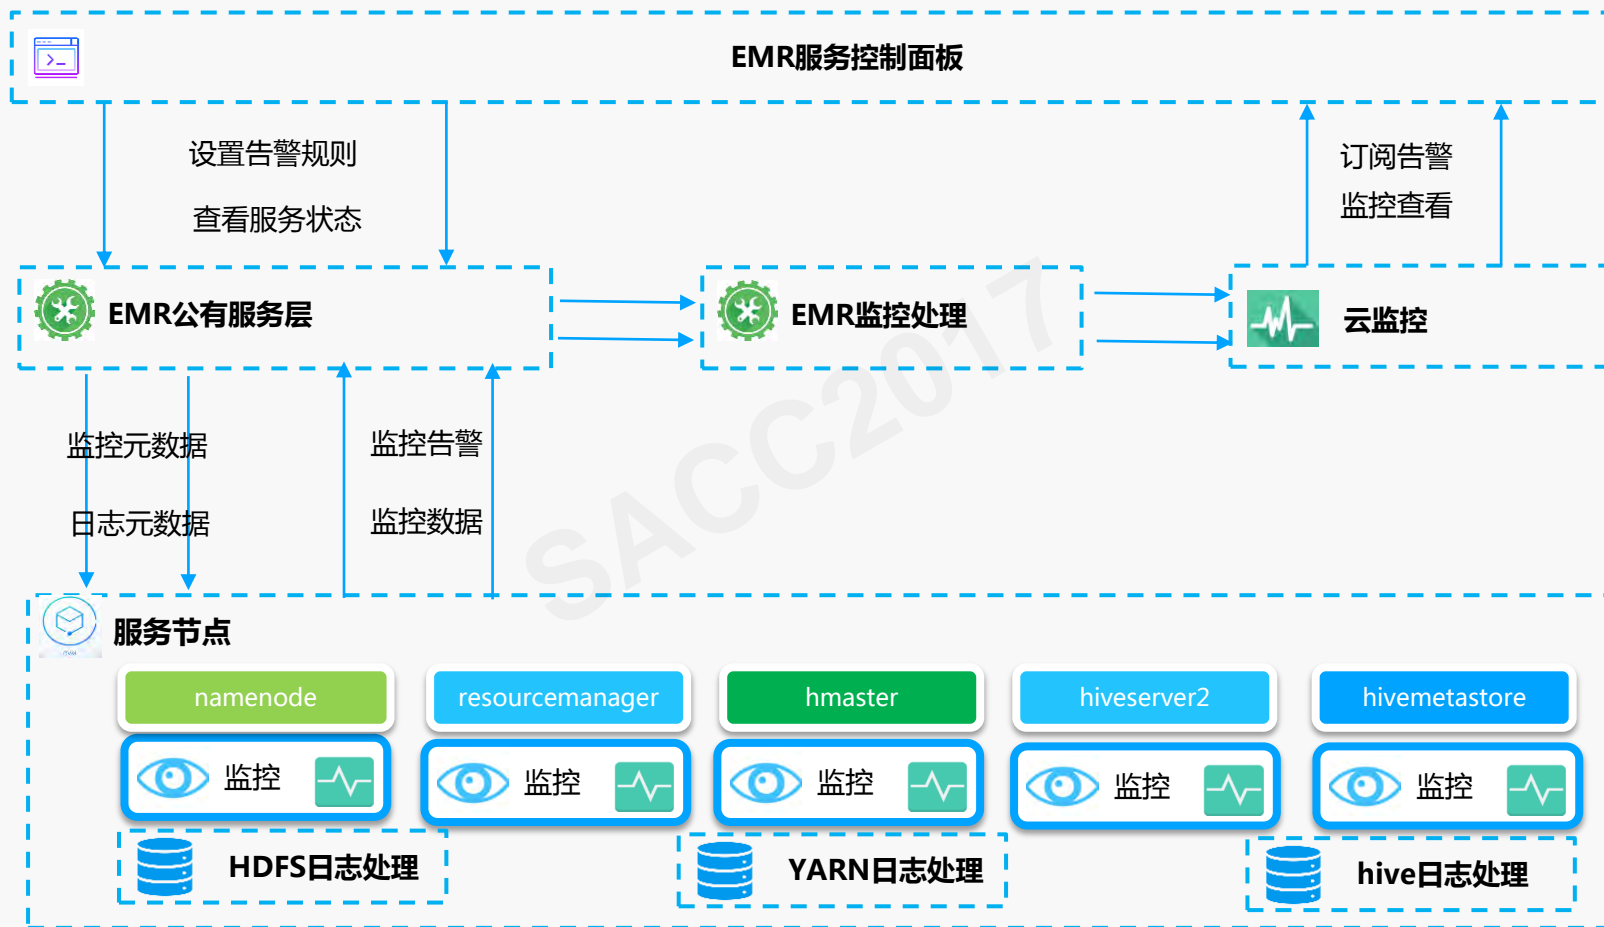 EMR服务控制面板
设置告警规则
查看服务状态
订阅告警
监控查看
EMR公有服务层
EMR监控处理
云监控
监控元数据
日志元数据
监控告警
监控数据
SACC2017
服务节点
namenode
resourcemanager
hmaster
hiveserver2
hivemetastore
监控
监控
监控
监控
监控
HDFS日志处理
YARN日志处理
hive日志处理